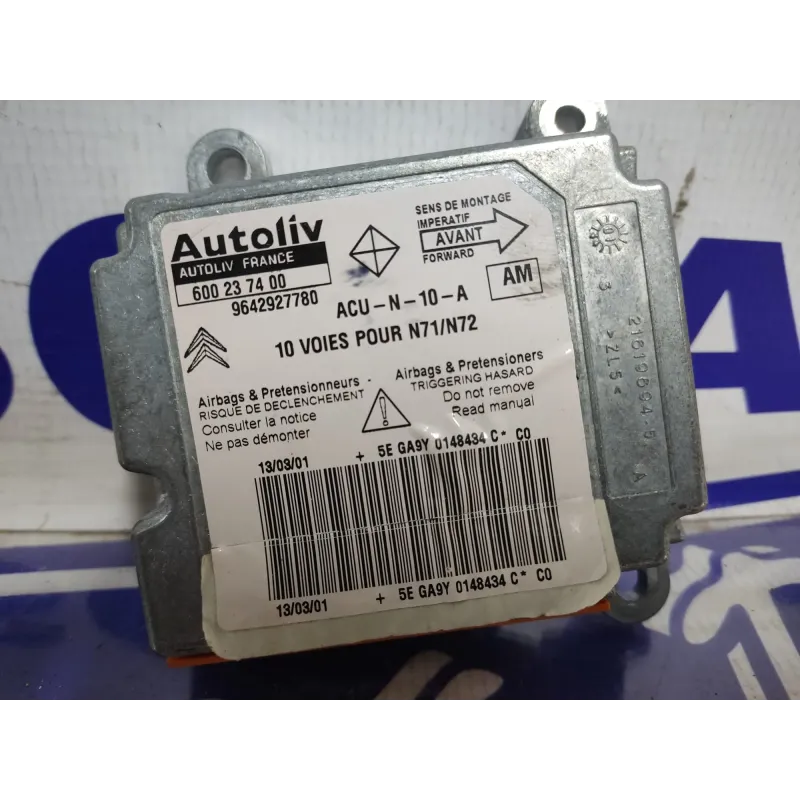 Autoliv
AUTOLIV FRANCE
600 23 74 00
9642927780
SENS DE MONTAGE
IMPERATIF
AVANT
FORWARD
AM
ACU-N-10-A
10 VOIES POUR N71/N72
Airbags & Pretensionneurs
RISQUE DE DECLENCHEMENT
Consulter la notice
Ne pas démonter
Airbags & Pretensioners
TRIGGERING HASARD
Do not remove
Read manual
13/03/01 + 5E GA9Y 0148434 C* C0
13/03/01 + 5E GA9Y 0148434 C* C0
3 >ZL5<
A